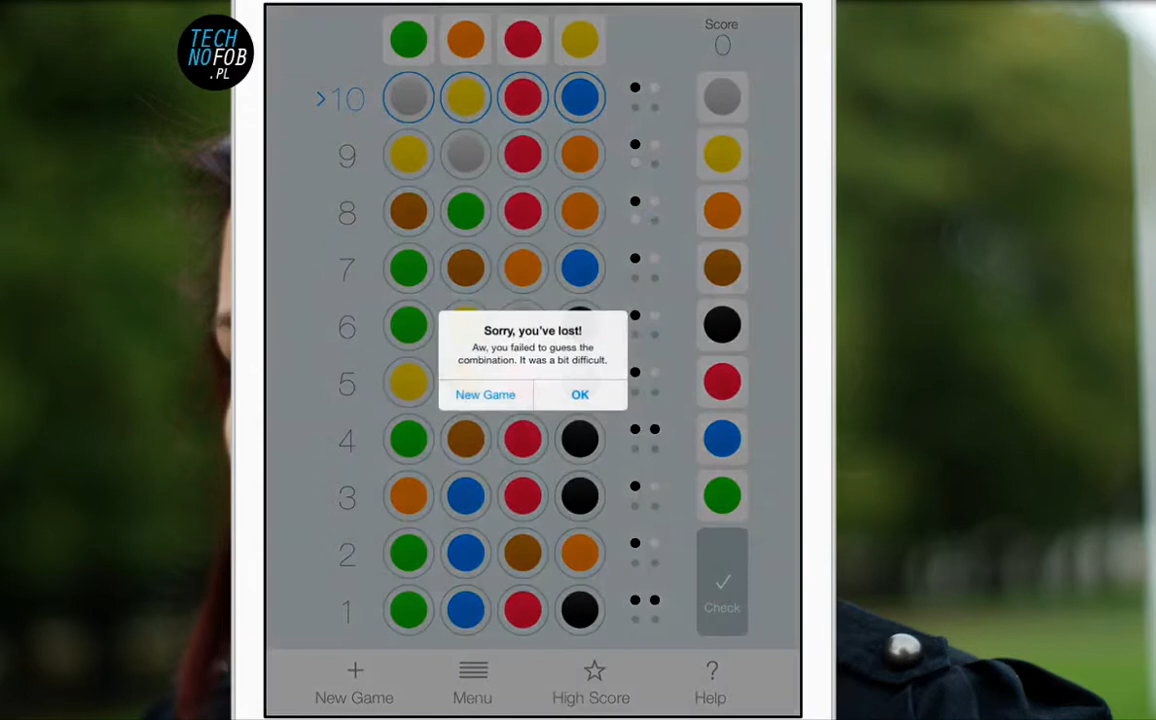 TECH
NOFOB
.PL
Score
0
>10
9
8
7
6
5
4
3
2
1
Sorry, you've lost!
Aw, you failed to guess the
combination. It was a bit difficult.
New Game
OK
Check
New Game
Menu
High Score
? 
Help